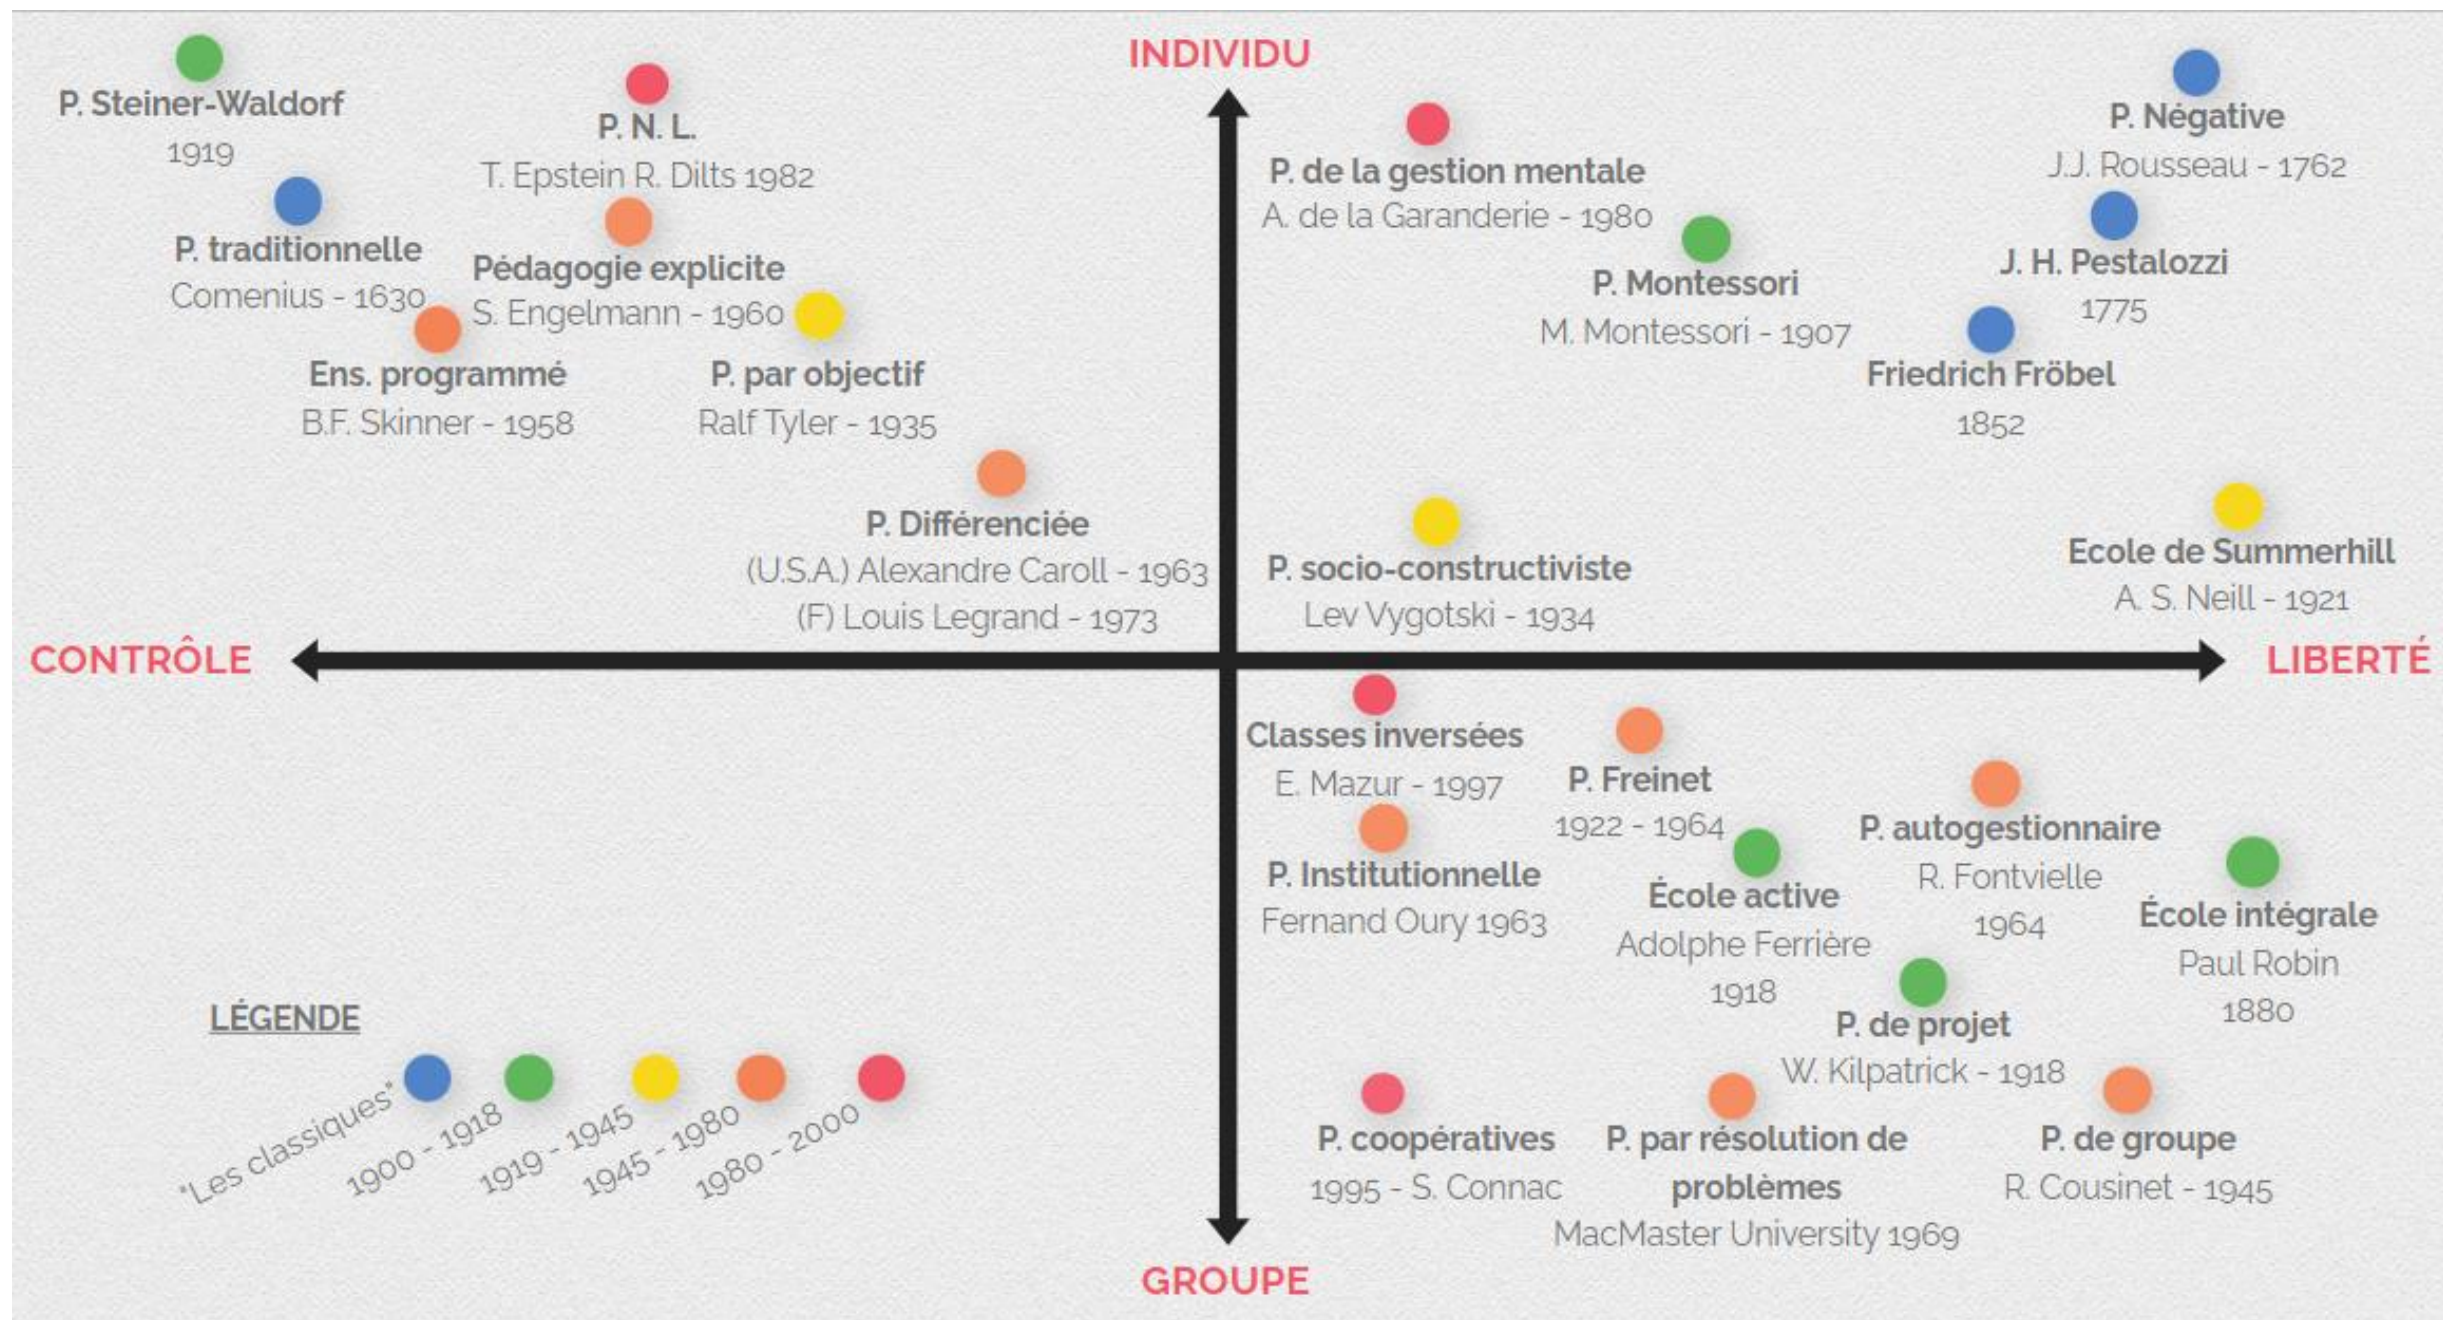 INDIVIDU
P. Steiner-Waldorf
1919
P. N. L.
T. Epstein R. Dilts 1982
P. traditionnelle
Comenius - 1630
Pédagogie explicite
S. Engelmann - 1960
Ens. programmé
B.F. Skinner - 1958
P. par objectif
Ralf Tyler - 1935
P. Différenciée
(U.S.A.) Alexandre Caroll - 1963
(F) Louis Legrand - 1973
P. de la gestion mentale
A. de la Garanderie - 1980
P. Montessori
M. Montessori - 1907
P. Négative
J.J. Rousseau - 1762
J. H. Pestalozzi
1775
Friedrich Fröbel
1852
P. socio-constructiviste
Lev Vygotski - 1934
Ecole de Summerhill
A. S. Neill - 1921
CONTRÔLE
LIBERTÉ
Classes inversées
E. Mazur - 1997
P. Freinet
1922 - 1964
P. Institutionnelle
Fernand Oury 1963
École active
Adolphe Ferrière
1918
P. autogestionnaire
R. Fontvielle
1964
École intégrale
Paul Robin
1880
P. de projet
W. Kilpatrick - 1918
P. coopératives
1995 - S. Connac
P. par résolution de
problèmes
MacMaster University 1969
P. de groupe
R. Cousinet - 1945
LÉGENDE
"Les classiques"
1900 - 1918
1919 - 1945
1945 - 1980
1980 - 2000
GROUPE